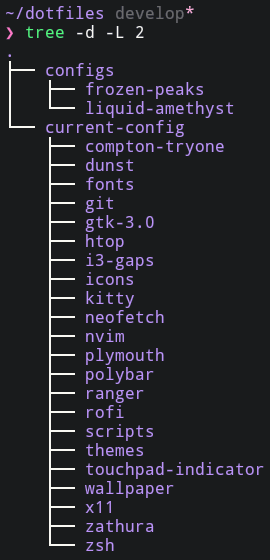 ~/dotfiles develop*
❯ tree -d -L 2
.
├── configs
│   ├── frozen-peaks
│   └── liquid-amethyst
└── current-config
    ├── compton-tryone
    ├── dunst
    ├── fonts
    ├── git
    ├── gtk-3.0
    ├── htop
    ├── i3-gaps
    ├── icons
    ├── kitty
    ├── neofetch
    ├── nvim
    ├── plymouth
    ├── polybar
    ├── ranger
    ├── rofi
    ├── scripts
    ├── themes
    ├── touchpad-indicator
    ├── wallpaper
    ├── x11
    ├── zathura
    └── zsh